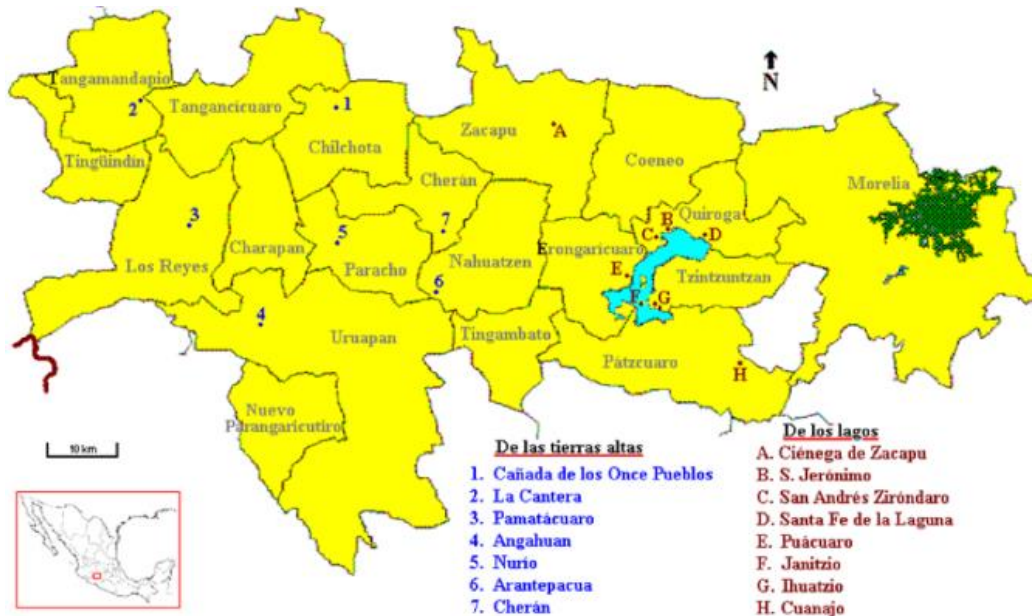 N
Tangamandapio
2
Tangancícuaro
1
Chilchota
Zacapu
A
Coeneo
Morelia
Tingüindín
Cherán
3
7
5
Charapan
Paracho
Nahuatzen
Los Reyes
6
4
Uruapan
Tingambato
Nuevo
Parangaricutiro
Erongarícuaro
B
Quiroga
C
D
E
Tzintzuntzan
F
G
Pátzcuaro
H
10 km
De las tierras altas
1. Cañada de los Once Pueblos
2. La Cantera
3. Pamatácuaro
4. Angahuan
5. Nurío
6. Arantepacua
7. Cherán
De los lagos
A. Ciénega de Zacapu
B. S. Jerónimo
C. San Andrés Ziróndaro
D. Santa Fe de la Laguna
E. Puácuaro
F. Janitzio
G. Ihuatzio
H. Cuanajo